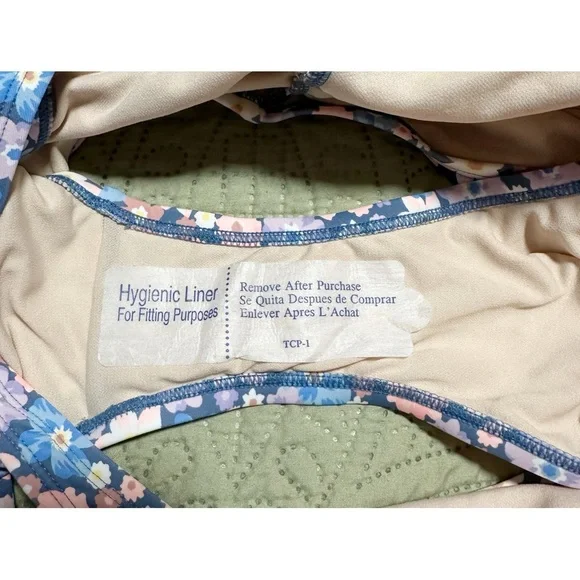 Hygienic Liner
For Fitting Purposes
Remove After Purchase
Se Quita Despues de Comprar
Enlever Apres L'Achat
TCP-1